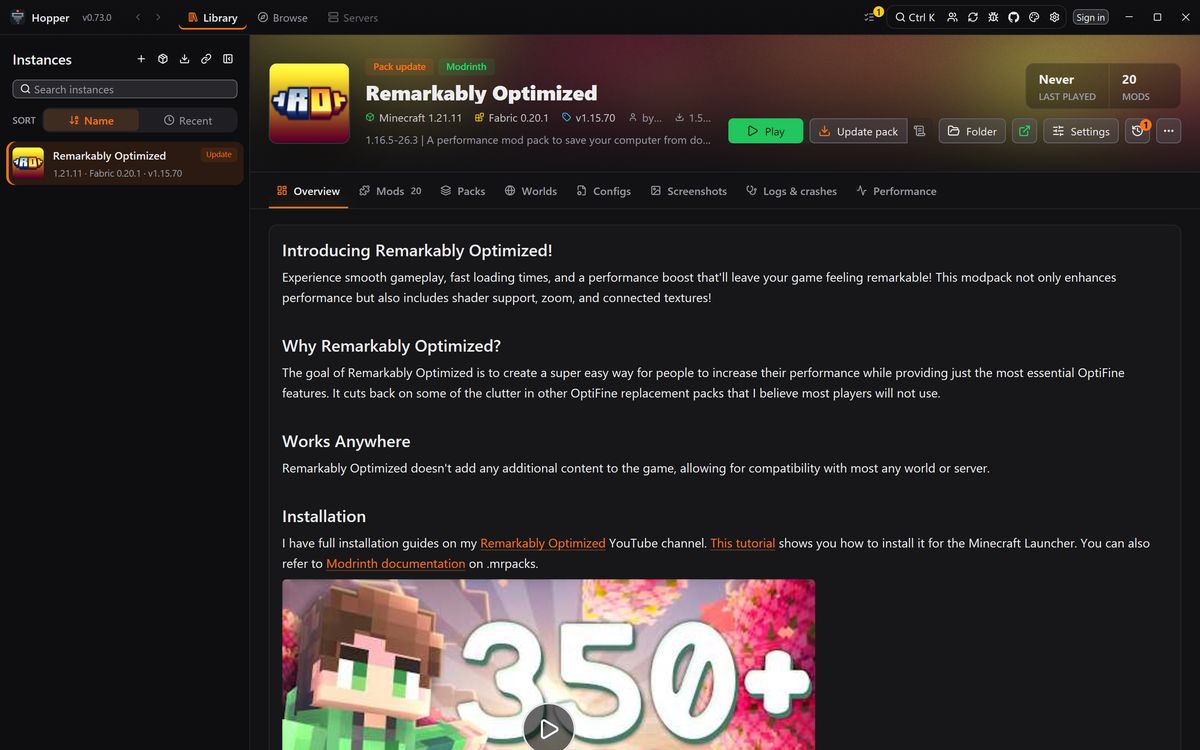 Hopper v0.73.0 Library Browse Servers 1 Ctrl K Sign in
Instances
Search instances
SORT Name Recent
RO Remarkably Optimized Update
1.21.11 · Fabric 0.20.1 · v1.15.70
RO
Pack update Modrinth
Remarkably Optimized
Minecraft 1.21.11 Fabric 0.20.1 v1.15.70 by... 1.5...
1.16.5-26.3 | A performance mod pack to save your computer from do...
Never 20
LAST PLAYED MODS
Play Update pack Folder Settings 1
Overview Mods 20 Packs Worlds Configs Screenshots Logs & crashes Performance
Introducing Remarkably Optimized!
Experience smooth gameplay, fast loading times, and a performance boost that'll leave your game feeling remarkable! This modpack not only enhances
performance but also includes shader support, zoom, and connected textures!
Why Remarkably Optimized?
The goal of Remarkably Optimized is to create a super easy way for people to increase their performance while providing just the most essential OptiFine
features. It cuts back on some of the clutter in other OptiFine replacement packs that I believe most players will not use.
Works Anywhere
Remarkably Optimized doesn't add any additional content to the game, allowing for compatibility with most any world or server.
Installation
I have full installation guides on my Remarkably Optimized YouTube channel. This tutorial shows you how to install it for the Minecraft Launcher. You can also
refer to Modrinth documentation on .mrpacks.
350+